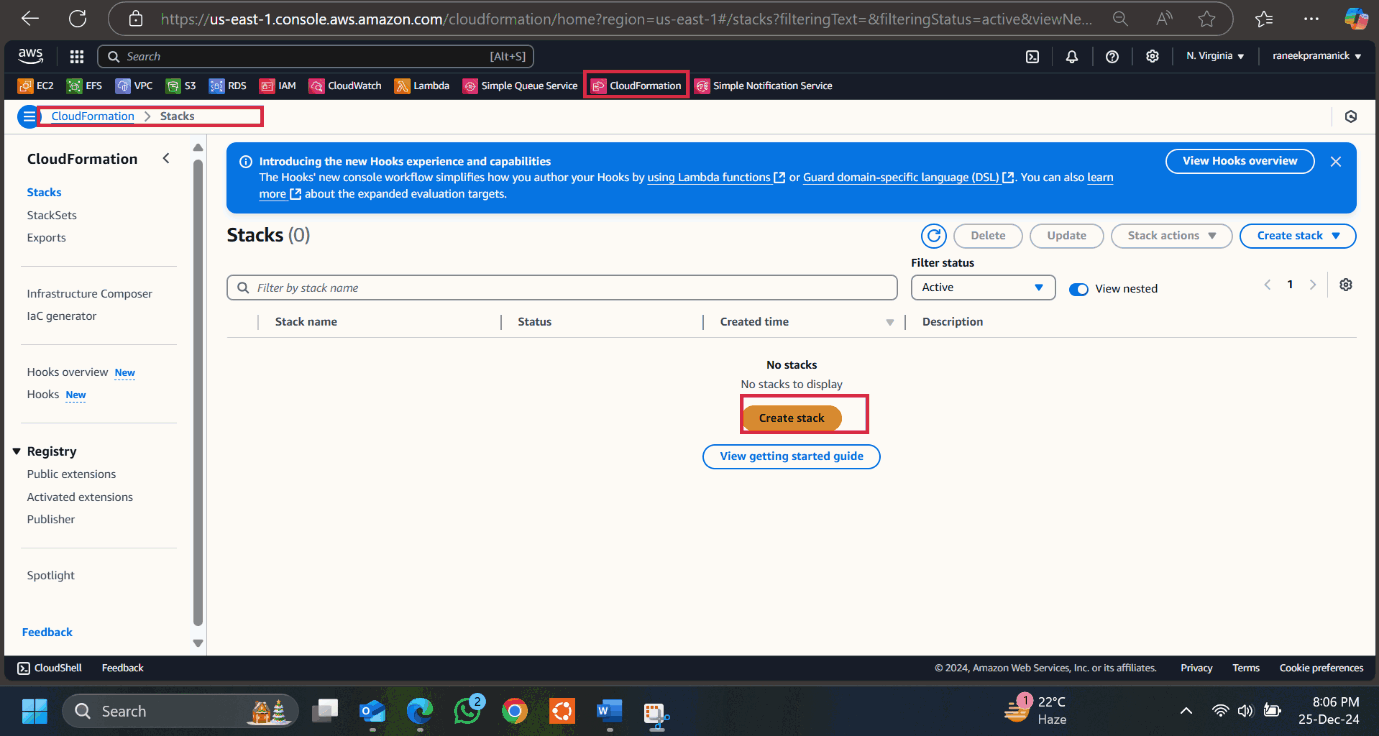 https://us-east-1.console.aws.amazon.com/cloudformation/home?region=us-east-1#/stacks?filteringText=&filteringStatus=active&viewNe...
aws
Search [Alt+S]
N. Virginia
raneekpramanick
EC2 EFS VPC S3 RDS IAM CloudWatch Lambda Simple Queue Service CloudFormation Simple Notification Service
CloudFormation > Stacks
CloudFormation
Stacks
StackSets
Exports
Infrastructure Composer
IaC generator
Hooks overview New
Hooks New
Registry
Public extensions
Activated extensions
Publisher
Spotlight
Feedback
Introducing the new Hooks experience and capabilities
The Hooks' new console workflow simplifies how you author your Hooks by using Lambda functions or Guard domain-specific language (DSL). You can also learn
more about the expanded evaluation targets.
View Hooks overview
Stacks (0)
Delete
Update
Stack actions
Create stack
Filter status
Filter by stack name
Active
View nested
1
Stack name Status Created time Description
No stacks
No stacks to display
Create stack
View getting started guide
CloudShell Feedback
© 2024, Amazon Web Services, Inc. or its affiliates. Privacy Terms Cookie preferences
Search
2
1
22°C
Haze
8:06 PM
25-Dec-24